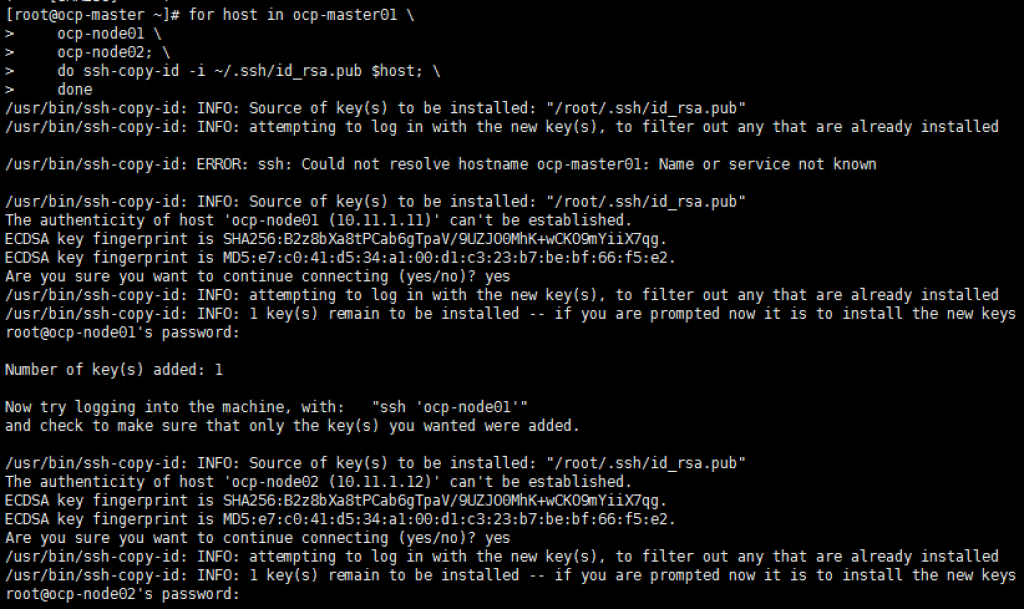 [root@ocp-master ~]# for host in ocp-master01 \
> ocp-node01 \
> ocp-node02; \
> do ssh-copy-id -i ~/.ssh/id_rsa.pub $host; \
> done
/usr/bin/ssh-copy-id: INFO: Source of key(s) to be installed: "/root/.ssh/id_rsa.pub"
/usr/bin/ssh-copy-id: INFO: attempting to log in with the new key(s), to filter out any that are already installed
/usr/bin/ssh-copy-id: ERROR: ssh: Could not resolve hostname ocp-master01: Name or service not known
/usr/bin/ssh-copy-id: INFO: Source of key(s) to be installed: "/root/.ssh/id_rsa.pub"
The authenticity of host 'ocp-node01 (10.11.1.11)' can't be established.
ECDSA key fingerprint is SHA256:B2z8bXa8tPCab6gTpaV/9UZJO0MhK+wCKO9mYiiX7qg.
ECDSA key fingerprint is MD5:e7:c0:41:d5:34:a1:00:d1:c3:23:b7:be:bf:66:f5:e2.
Are you sure you want to continue connecting (yes/no)? yes
/usr/bin/ssh-copy-id: INFO: attempting to log in with the new key(s), to filter out any that are already installed
/usr/bin/ssh-copy-id: INFO: 1 key(s) remain to be installed -- if you are prompted now it is to install the new keys
root@ocp-node01's password:
Number of key(s) added: 1
Now try logging into the machine, with: "ssh 'ocp-node01'"
and check to make sure that only the key(s) you wanted were added.
/usr/bin/ssh-copy-id: INFO: Source of key(s) to be installed: "/root/.ssh/id_rsa.pub"
The authenticity of host 'ocp-node02 (10.11.1.12)' can't be established.
ECDSA key fingerprint is SHA256:B2z8bXa8tPCab6gTpaV/9UZJO0MhK+wCKO9mYiiX7qg.
ECDSA key fingerprint is MD5:e7:c0:41:d5:34:a1:00:d1:c3:23:b7:be:bf:66:f5:e2.
Are you sure you want to continue connecting (yes/no)? yes
/usr/bin/ssh-copy-id: INFO: attempting to log in with the new key(s), to filter out any that are already installed
/usr/bin/ssh-copy-id: INFO: 1 key(s) remain to be installed -- if you are prompted now it is to install the new keys
root@ocp-node02's password: